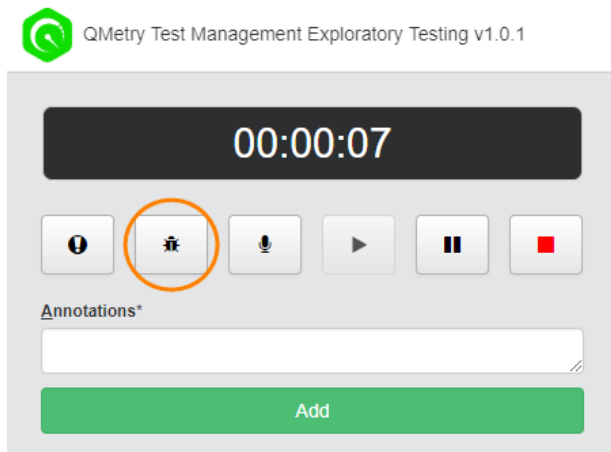 QMetry Test Management Exploratory Testing v1.0.1
00:00:07
Annotations*
Add